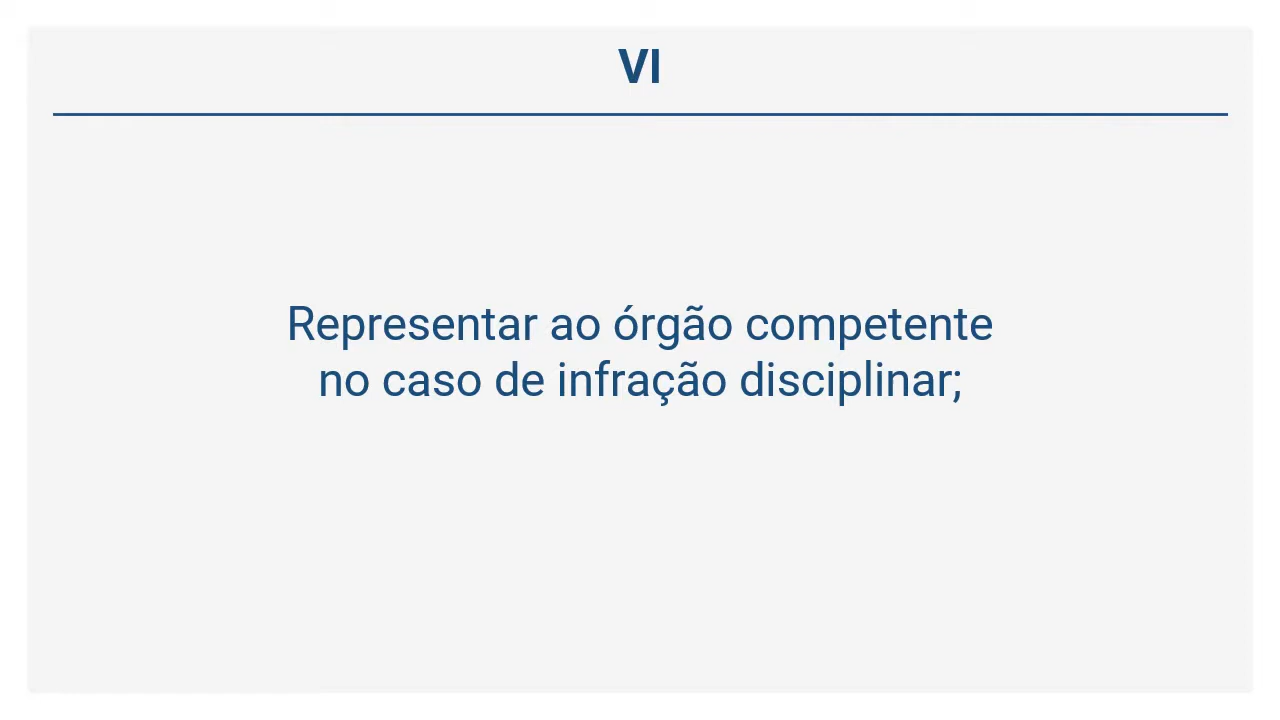 VI
Representar ao órgão competente
no caso de infração disciplinar;